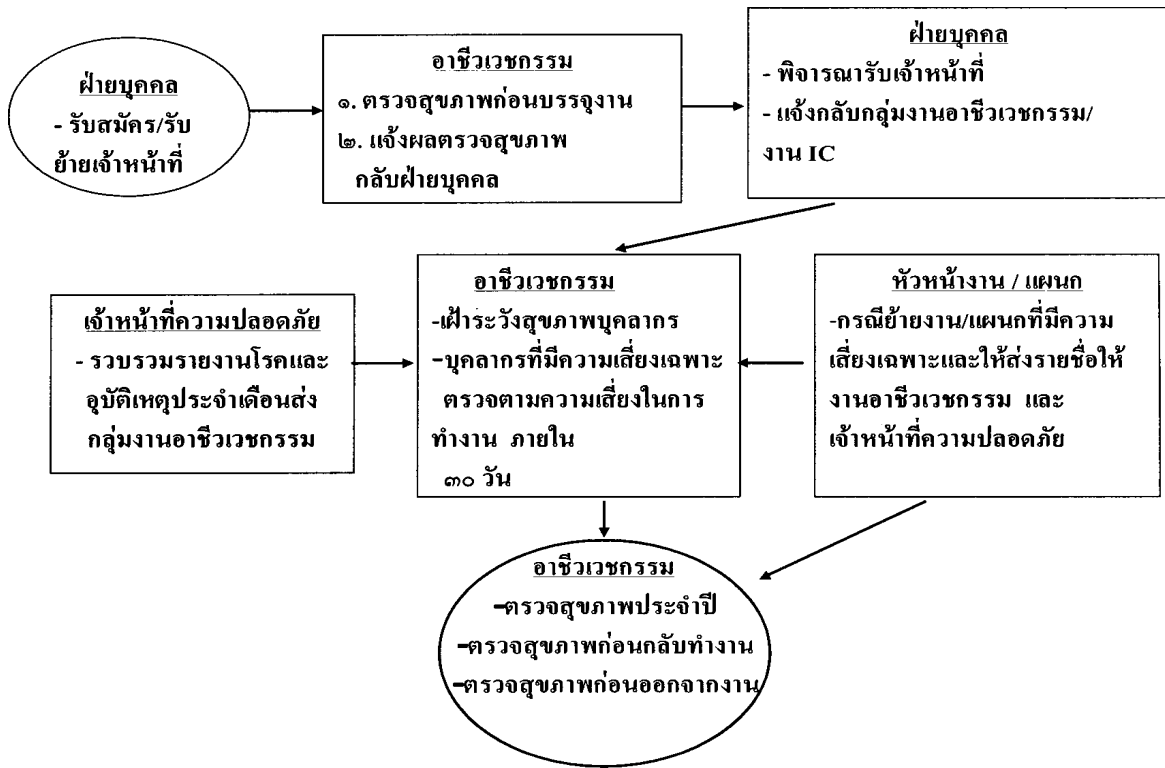 ฝ่ายบุคคล
- รับสมัคร/รับ
ย้ายเจ้าหน้าที่
อาชีวเวชกรรม
๑. ตรวจสุขภาพก่อนบรรจุงาน
๒. แจ้งผลตรวจสุขภาพ
กลับฝ่ายบุคคล
ฝ่ายบุคคล
- พิจารณารับเจ้าหน้าที่
- แจ้งกลับกลุ่มงานอาชีวเวชกรรม/
งาน IC
เจ้าหน้าที่ความปลอดภัย
- รวบรวมรายงานโรคและ
อุบัติเหตุประจำเดือนส่ง
กลุ่มงานอาชีวเวชกรรม
อาชีวเวชกรรม
-เฝ้าระวังสุขภาพบุคลากร
-บุคลากรที่มีความเสี่ยงเฉพาะ
ตรวจตามความเสี่ยงในการ
ทำงาน ภายใน
๓๐ วัน
หัวหน้างาน / แผนก
-กรณีย้ายงาน/แผนกที่มีความ
เสี่ยงเฉพาะและให้ส่งรายชื่อให้
งานอาชีวเวชกรรม และ
เจ้าหน้าที่ความปลอดภัย
อาชีวเวชกรรม
-ตรวจสุขภาพประจำปี
-ตรวจสุขภาพก่อนกลับทำงาน
-ตรวจสุขภาพก่อนออกจากงาน